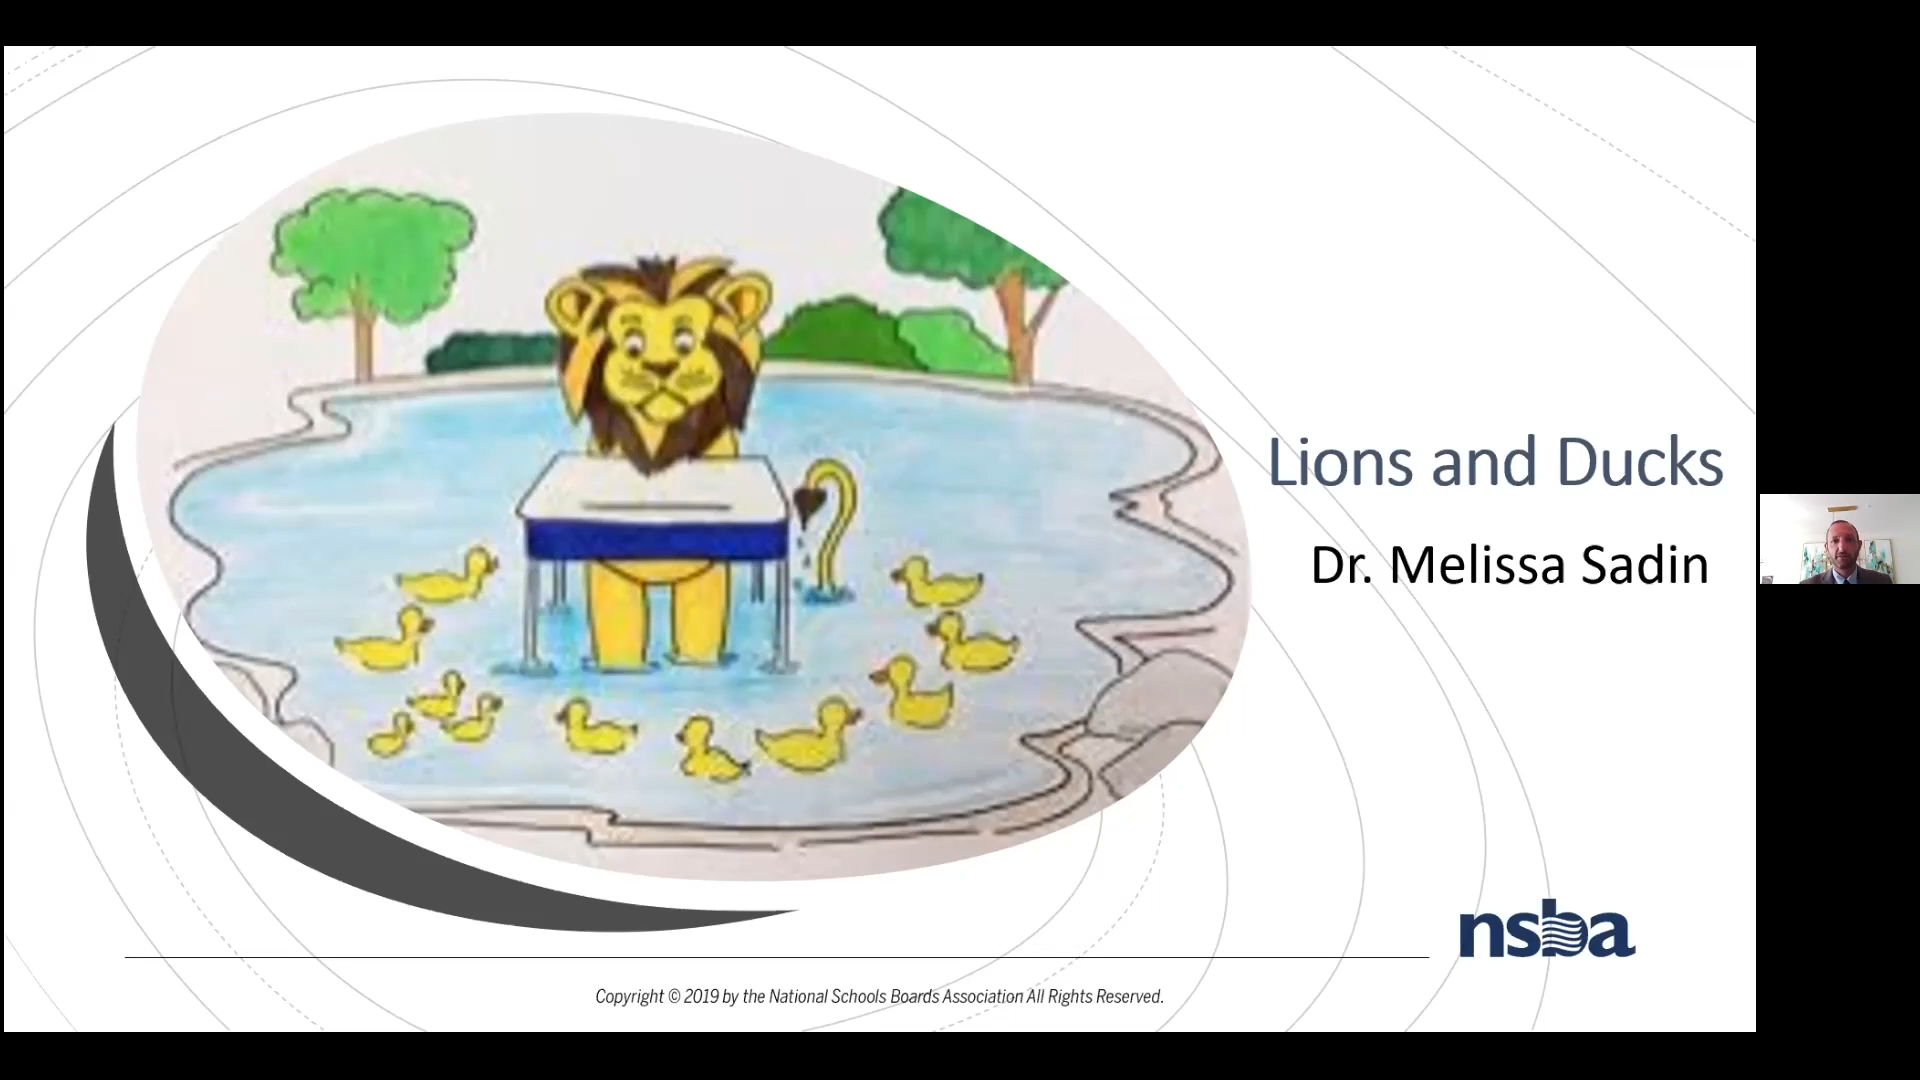 Lions and Ducks
Dr. Melissa Sadin
nsba
Copyright © 2019 by the National Schools Boards Association All Rights Reserved.